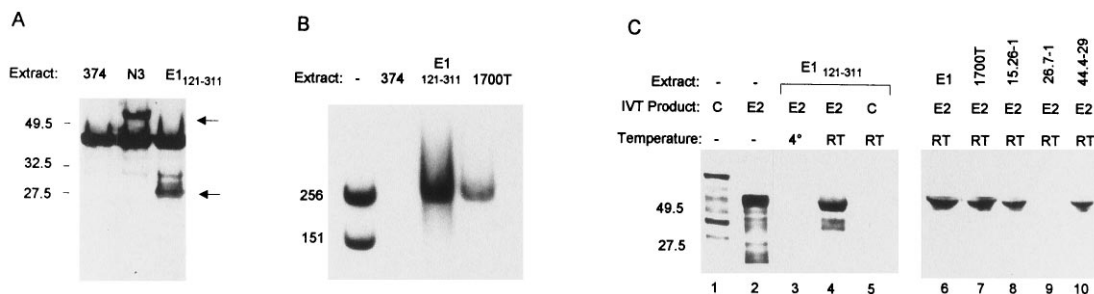 A
Extract: 374 N3 E1 121-311
49.5
32.5
27.5
B
Extract: - 374 E1 121-311 1700T
256
151
C
E1 121-311 E1 1700T 15.26-1 26.7-1 44.4-29
Extract: - -
IVT Product: C E2 E2 E2 C E2 E2 E2 E2 E2
Temperature: - - 4° RT RT RT RT RT RT RT
49.5
27.5
1 2 3 4 5 6 7 8 9 10